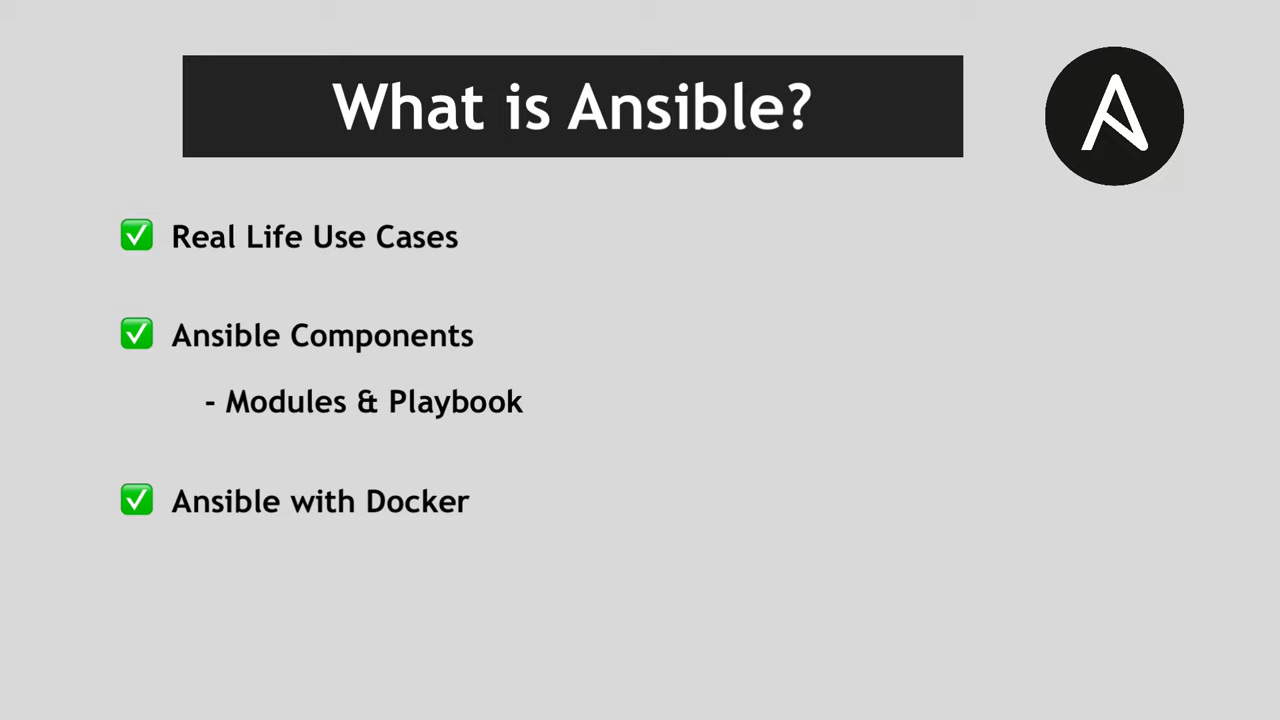 What is Ansible?
✅ Real Life Use Cases
✅ Ansible Components
- Modules & Playbook
✅ Ansible with Docker